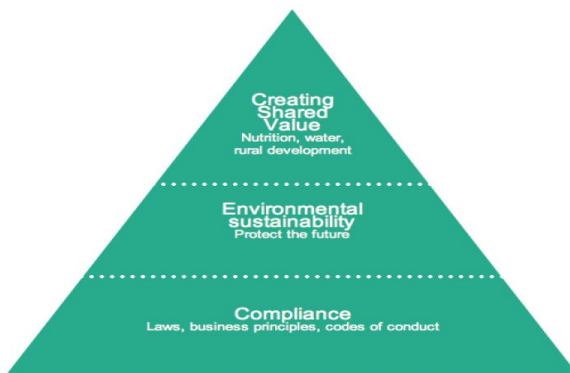 Creating
Shared
Value
Nutrition, water,
rural development
Environmental
sustainability
Protect the future
Compliance
Laws, business principles, codes of conduct